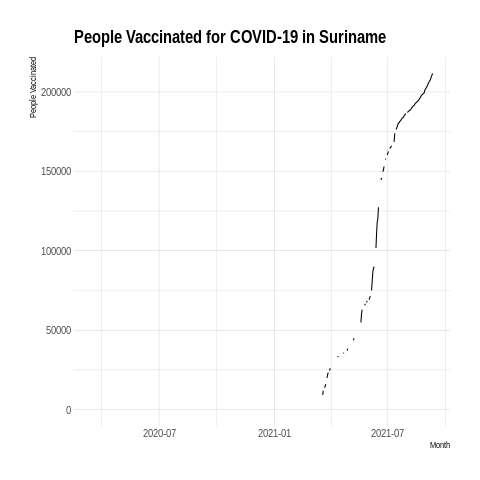 People Vaccinated for COVID-19 in Suriname
People Vaccinated
200000
150000
100000
50000
0
2020-07 2021-01 2021-07
Month